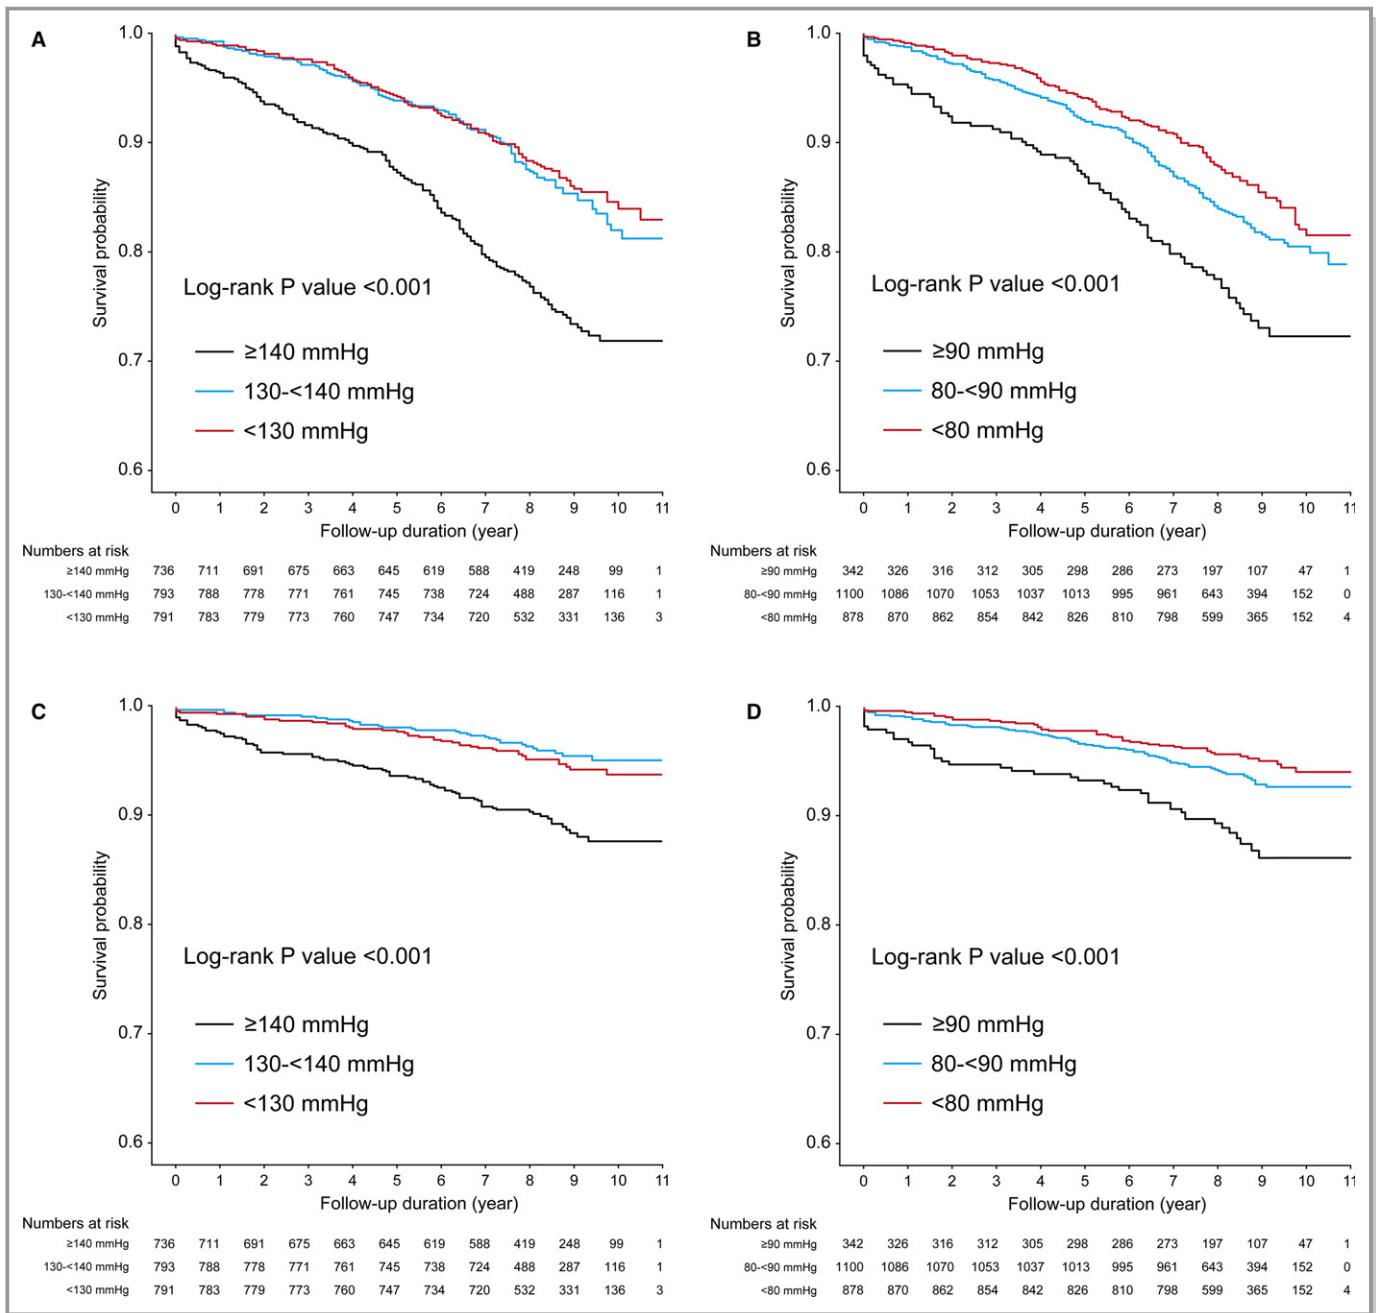 A
1.0
0.9
0.8
0.7
0.6
Survival probability
Log-rank P value <0.001
≥140 mmHg
130-<140 mmHg
<130 mmHg
0 1 2 3 4 5 6 7 8 9 10 11
Follow-up duration (year)
Numbers at risk
≥140 mmHg 736 711 691 675 663 645 619 588 419 248 99 1
130-<140 mmHg 793 788 778 771 761 745 738 724 488 287 116 1
<130 mmHg 791 783 779 773 760 747 734 720 532 331 136 3
B
1.0
0.9
0.8
0.7
0.6
Survival probability
Log-rank P value <0.001
≥90 mmHg
80-<90 mmHg
<80 mmHg
0 1 2 3 4 5 6 7 8 9 10 11
Follow-up duration (year)
Numbers at risk
≥90 mmHg 342 326 316 312 305 298 286 273 197 107 47 1
80-<90 mmHg 1100 1086 1070 1053 1037 1013 995 961 643 394 152 0
<80 mmHg 878 870 862 854 842 826 810 798 599 365 152 4
C
1.0
0.9
0.8
0.7
0.6
Survival probability
Log-rank P value <0.001
≥140 mmHg
130-<140 mmHg
<130 mmHg
0 1 2 3 4 5 6 7 8 9 10 11
Follow-up duration (year)
Numbers at risk
≥140 mmHg 736 711 691 675 663 645 619 588 419 248 99 1
130-<140 mmHg 793 788 778 771 761 745 738 724 488 287 116 1
<130 mmHg 791 783 779 773 760 747 734 720 532 331 136 3
D
1.0
0.9
0.8
0.7
0.6
Survival probability
Log-rank P value <0.001
≥90 mmHg
80-<90 mmHg
<80 mmHg
0 1 2 3 4 5 6 7 8 9 10 11
Follow-up duration (year)
Numbers at risk
≥90 mmHg 342 326 316 312 305 298 286 273 197 107 47 1
80-<90 mmHg 1100 1086 1070 1053 1037 1013 995 961 643 394 152 0
<80 mmHg 878 870 862 854 842 826 810 798 599 365 152 4